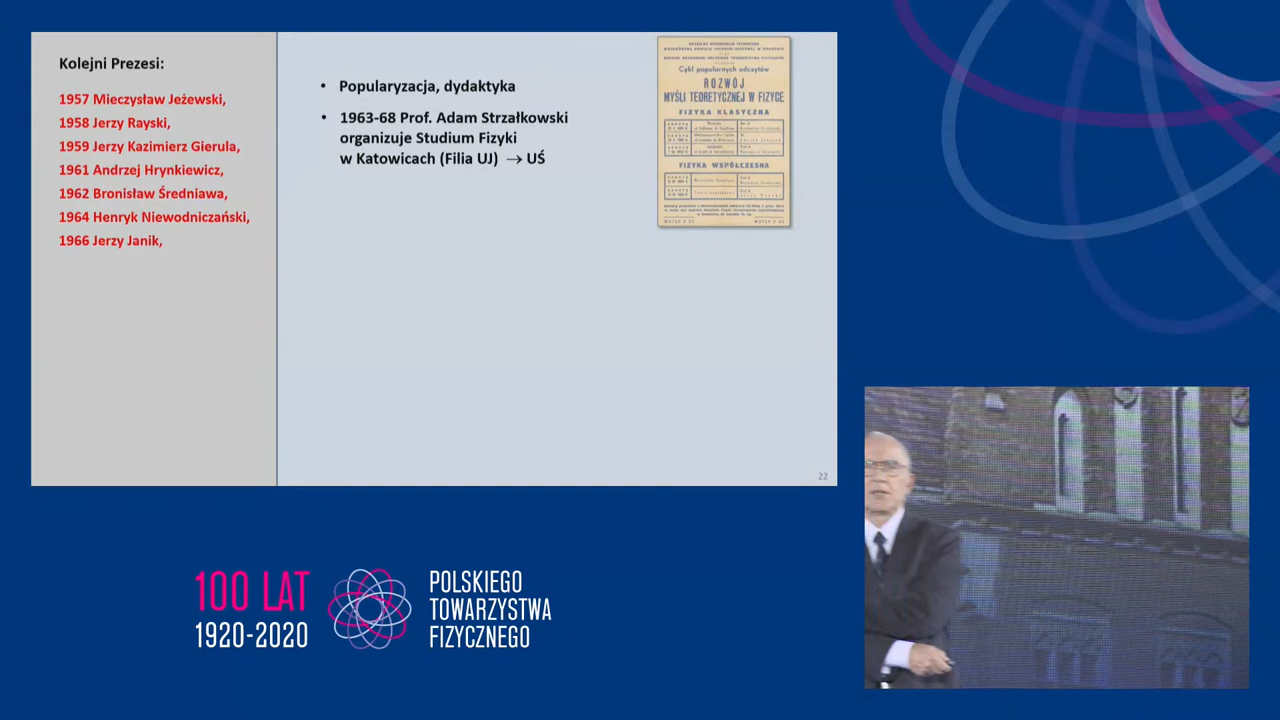 Kolejni Prezesi:
1957 Mieczysław Jeżewski,
1958 Jerzy Rayski,
1959 Jerzy Kazimierz Gierula,
1961 Andrzej Hrynkiewicz,
1962 Bronisław Średniawa,
1964 Henryk Niewodniczański,
1966 Jerzy Janik,
• Popularyzacja, dydaktyka
• 1963-68 Prof. Adam Strzałkowski
organizuje Studium Fizyki
w Katowicach (Filia UJ) → UŚ
Cykl popularnych odczytów
ROZWÓJ
MYŚLI TEORETYCZNEJ W FIZYCE
FIZYKA KLASYCZNA
FIZYKA WSPÓŁCZESNA
22
100 LAT
1920-2020
POLSKIEGO
TOWARZYSTWA
FIZYCZNEGO